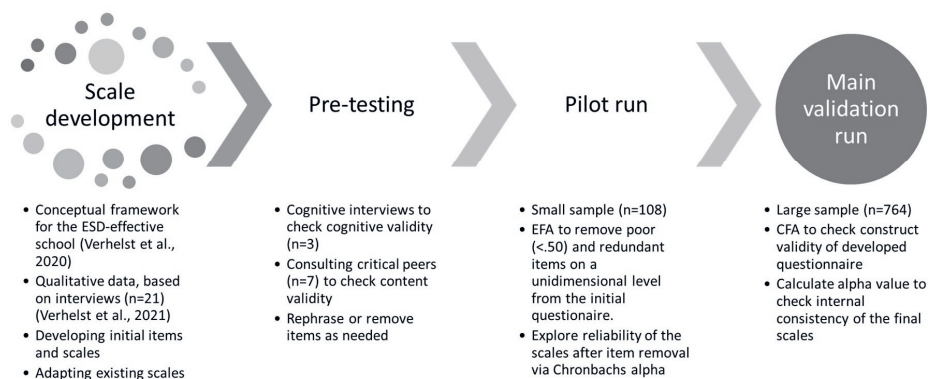 Scale
development
Pre-testing
Pilot run
Main
validation
run
• Conceptual framework
for the ESD-effective
school (Verhelst et al.,
2020)
• Qualitative data, based
on interviews (n=21)
(Verhelst et al., 2021)
• Developing initial items
and scales
• Adapting existing scales
• Cognitive interviews to
check cognitive validity
(n=3)
• Consulting critical peers
(n=7) to check content
validity
• Rephrase or remove
items as needed
• Small sample (n=108)
• EFA to remove poor
(<.50) and redundant
items on a
unidimensional level
from the initial
questionaire.
• Explore reliability of the
scales after item removal
via Chronbachs alpha
• Large sample (n=764)
• CFA to check construct
validity of developed
questionnaire
• Calculate alpha value to
check internal
consistency of the final
scales